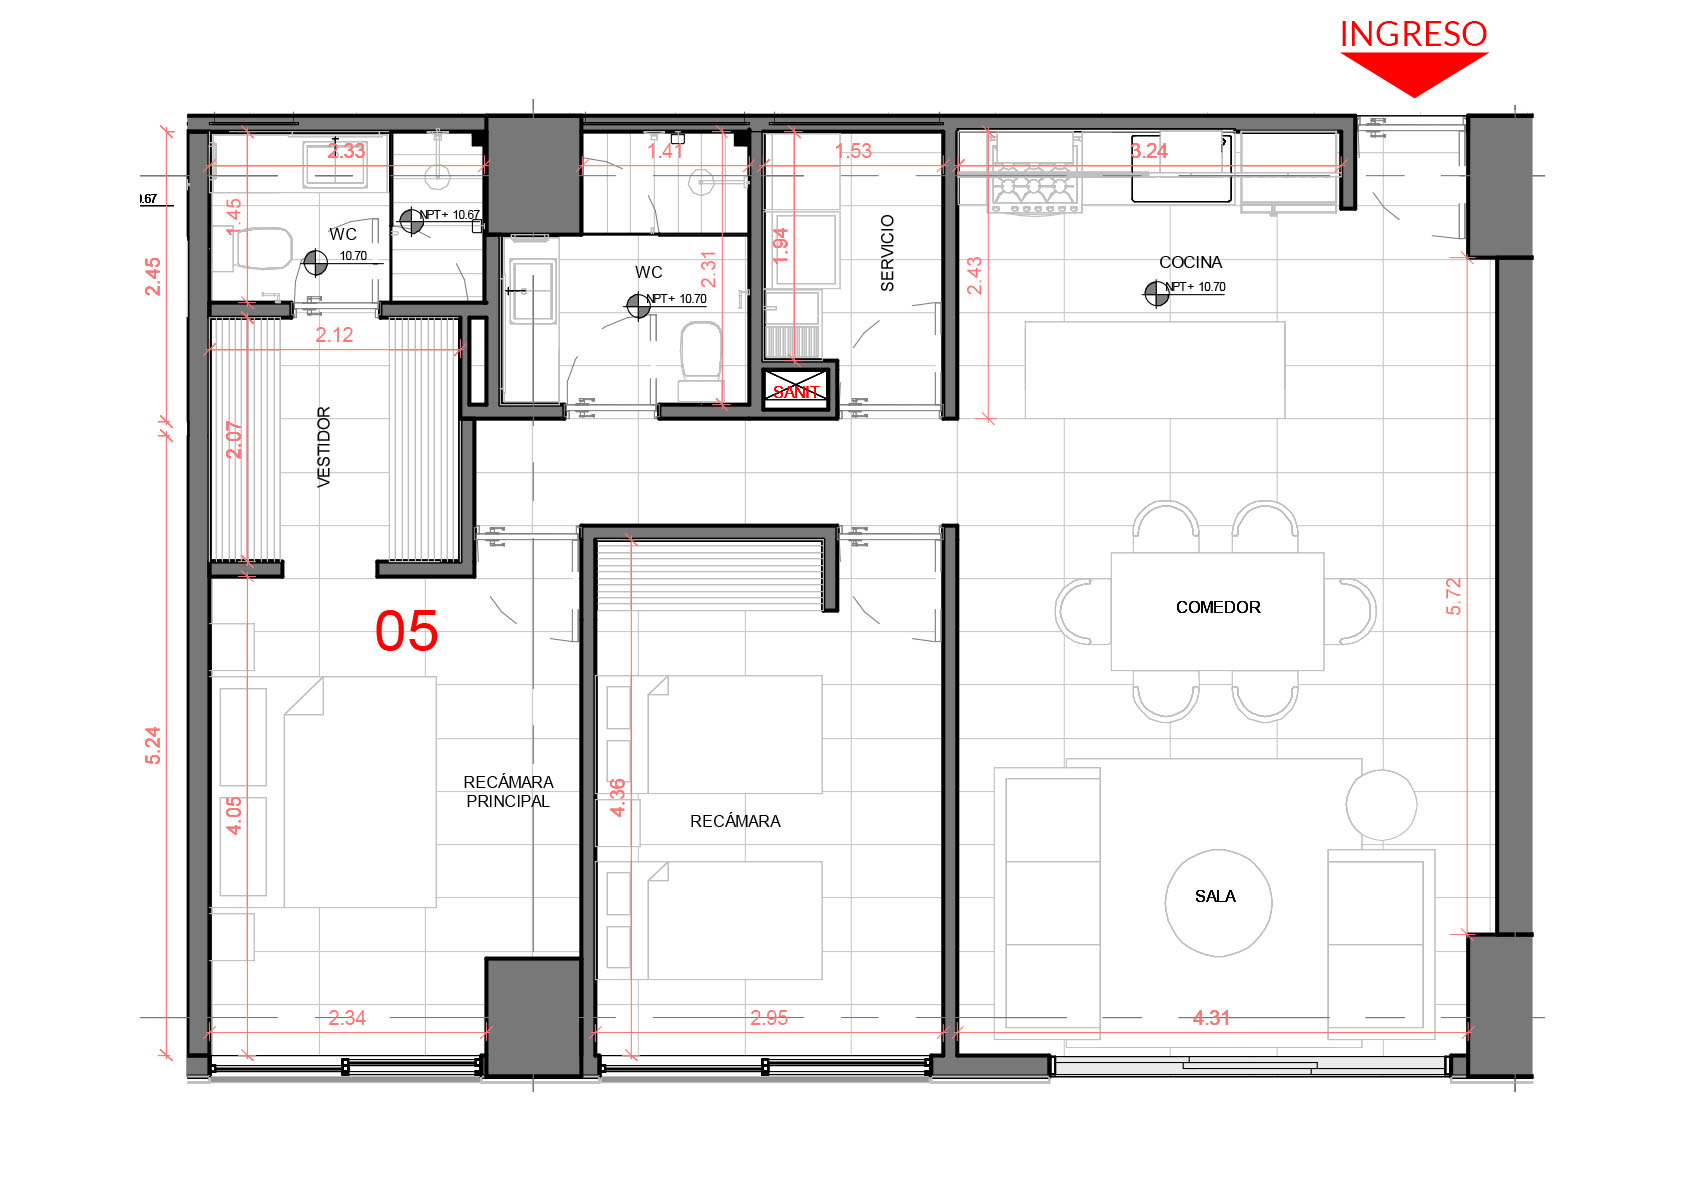 INGRESO
2.33
1.41
1.53
3.24
0.67
NPT+ 10.67
1.45
WC
10.70
2.45
WC
NPT+ 10.70
2.31
1.94
SERVICIO
2.43
COCINA
NPT+ 10.70
2.12
SANIT
2.07
VESTIDOR
05
COMEDOR
5.72
5.24
4.05
RECÁMARA
PRINCIPAL
4.36
RECÁMARA
SALA
2.34
2.95
4.31